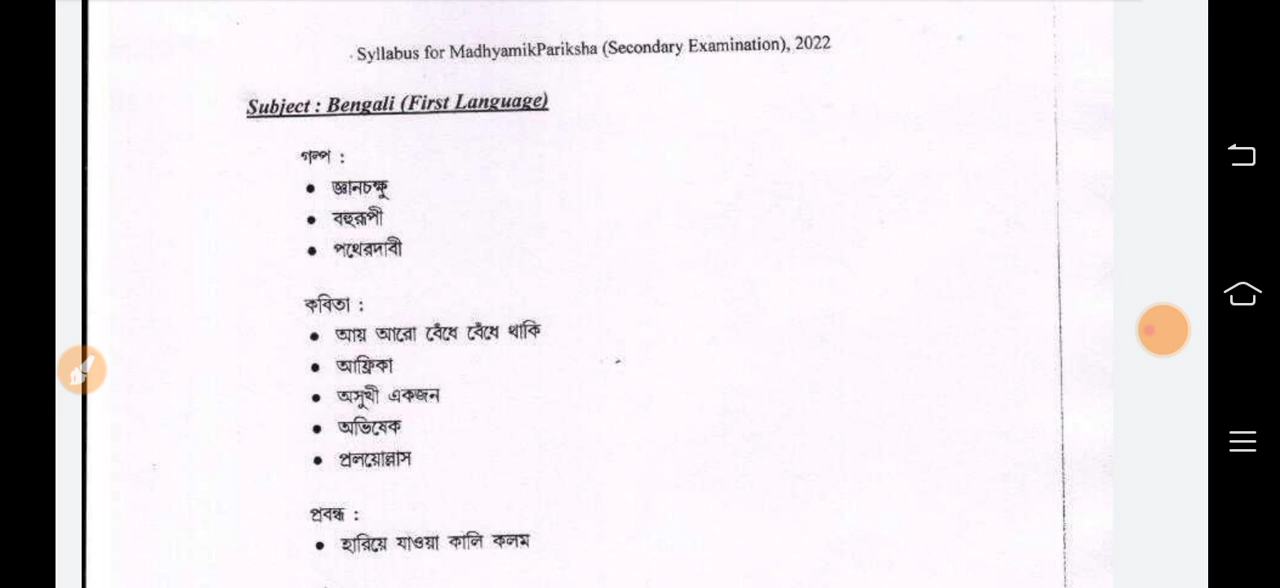 Syllabus for MadhyamikPariksha (Secondary Examination), 2022
Subject : Bengali (First Language)
গল্প :
• জ্ঞানচক্ষু
• বহুরূপী
• পথেরদাবী
কবিতা :
• আয় আরো বেঁধে বেঁধে থাকি
• আফ্রিকা
• অসুখী একজন
• অভিষেক
• প্রলয়োল্লাস
প্রবন্ধ :
• হারিয়ে যাওয়া কালি কলম